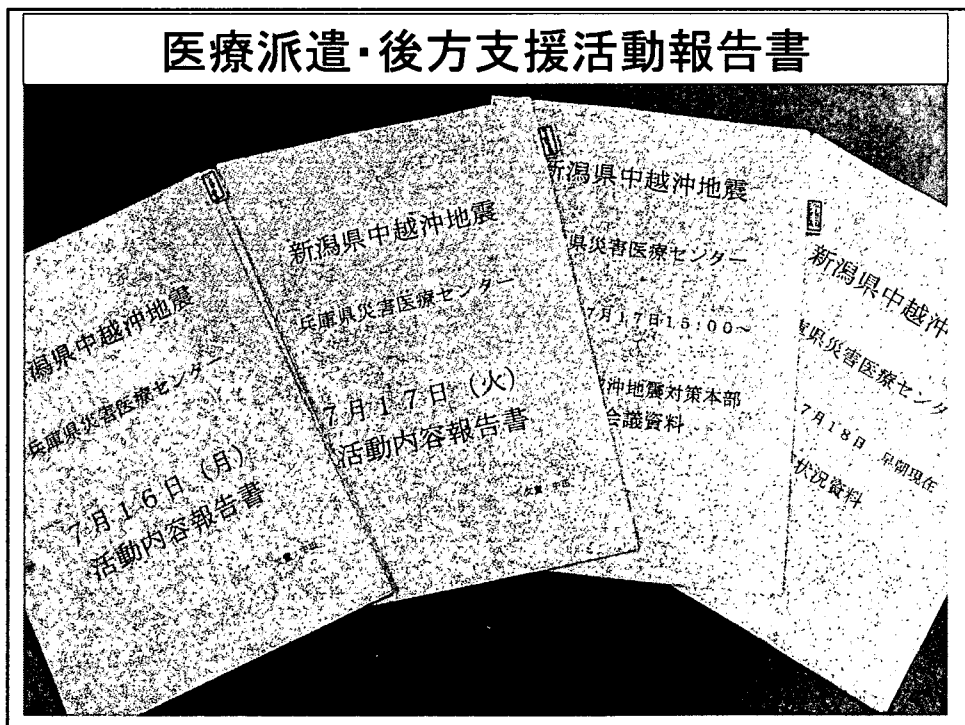 医療派遣・後方支援活動報告書
潟県中越沖地震
兵庫県災害医療センター
7月16日（月）
活動内容報告書
新潟県中越沖地震
兵庫県災害医療センター
7月17日（火）
活動内容報告書
新潟県中越沖地震
県災害医療センター
7月17日15:00～
沖地震対策本部
会議資料
新潟県中越沖
県災害医療センタ
7月18日 早朝現在
状況資料